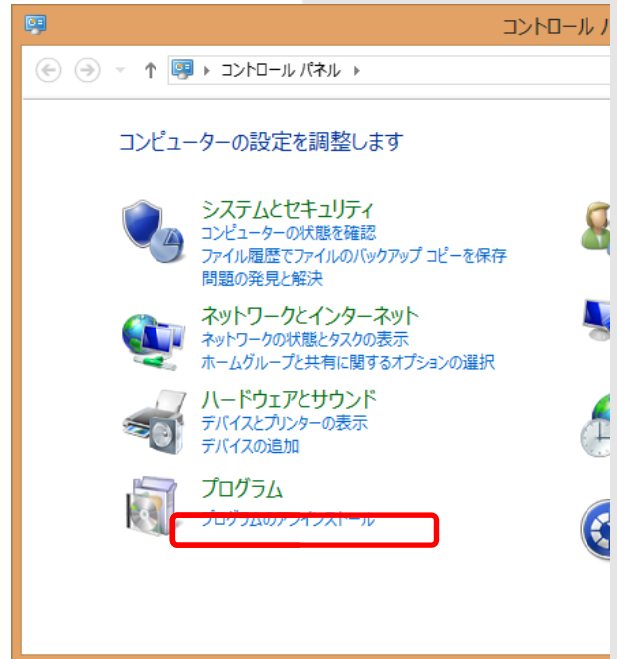 コントロール パ
コントロール パネル
コンピューターの設定を調整します
システムとセキュリティ
コンピューターの状態を確認
ファイル履歴でファイルのバックアップ コピーを保存
問題の発見と解決
ネットワークとインターネット
ネットワークの状態とタスクの表示
ホームグループと共有に関するオプションの選択
ハードウェアとサウンド
デバイスとプリンターの表示
デバイスの追加
プログラム
プログラムのアンインストール